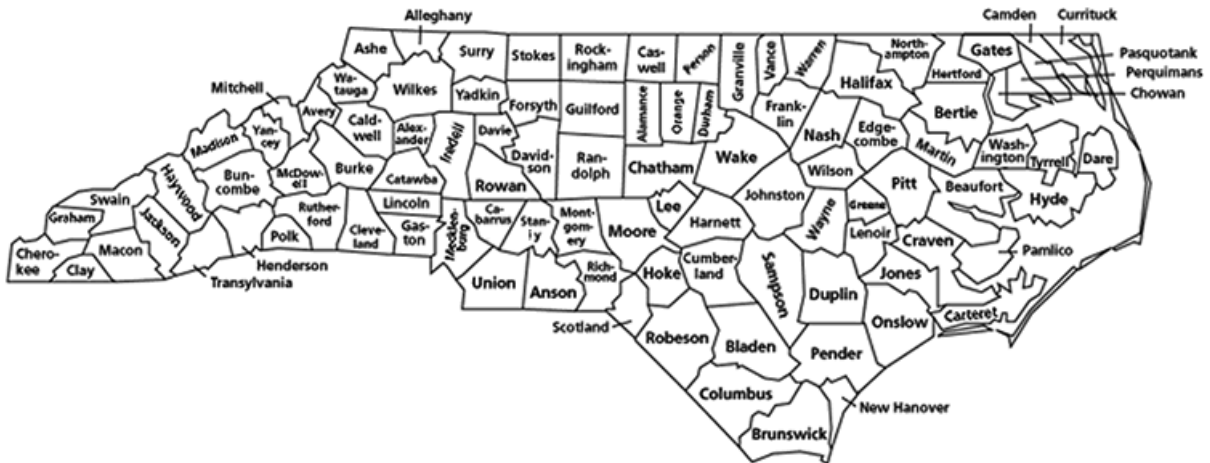 Alleghany
Camden
Currituck
Ashe
Surry
Stokes
Rock-
ingham
Cas-
well
Person
Granville
Vance
Warren
North-
ampton
Gates
Pasquotank
Hertford
Perquimans
Chowan
Mitchell
Wa-
tauga
Wilkes
Yadkin
Forsyth
Guilford
Alamance
Orange
Durham
Frank-
lin
Halifax
Bertie
Avery
Cald-
well
Alex-
ander
Iredell
Davie
Madison
Yan-
cey
Nash
Edge-
combe
Martin
Wash-
ington
Tyrrell
Dare
Burke
McDow-
ell
Bun-
combe
Haywood
Catawba
Rowan
David-
son
Ran-
dolph
Chatham
Wake
Wilson
Pitt
Beaufort
Hyde
Swain
Graham
Jackson
Ruther-
ford
Lincoln
Johnston
Greene
Lee
Harnett
Wayne
Lenoir
Craven
Pamlico
Chero-
kee
Clay
Macon
Polk
Cleve-
land
Gas-
ton
Mecklen-
burg
Ca-
barrus
Stan-
ly
Mont-
gom-
ery
Moore
Henderson
Transylvania
Union
Anson
Rich-
mond
Hoke
Cumber-
land
Sampson
Duplin
Jones
Onslow
Carteret
Scotland
Robeson
Bladen
Pender
Columbus
New Hanover
Brunswick